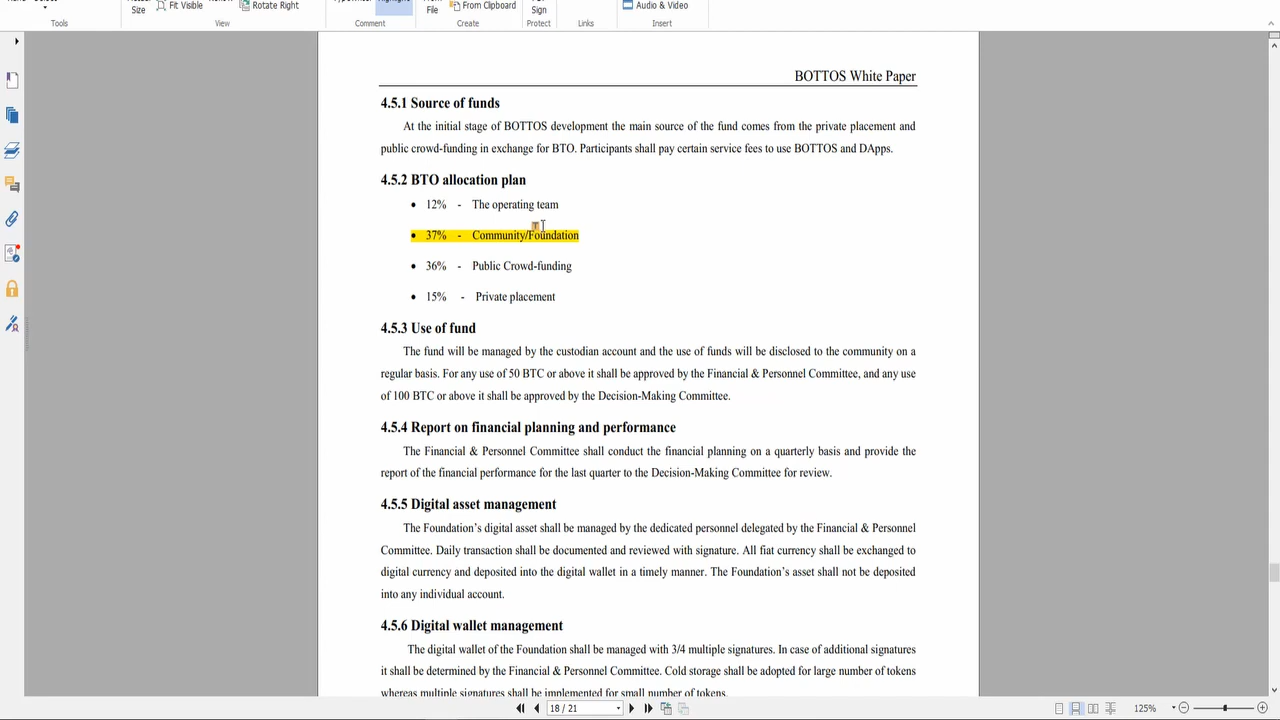 Size
Fit Visible
Rotate Right
File
From Clipboard
Sign
Audio & Video
Tools
View
Comment
Create
Protect
Links
Insert
BOTTOS White Paper
4.5.1 Source of funds
At the initial stage of BOTTOS development the main source of the fund comes from the private placement and
public crowd-funding in exchange for BTO. Participants shall pay certain service fees to use BOTTOS and DApps.
4.5.2 BTO allocation plan
• 12% - The operating team
• 37% - Community/Foundation
• 36% - Public Crowd-funding
• 15% - Private placement
4.5.3 Use of fund
The fund will be managed by the custodian account and the use of funds will be disclosed to the community on a
regular basis. For any use of 50 BTC or above it shall be approved by the Financial & Personnel Committee, and any use
of 100 BTC or above it shall be approved by the Decision-Making Committee.
4.5.4 Report on financial planning and performance
The Financial & Personnel Committee shall conduct the financial planning on a quarterly basis and provide the
report of the financial performance for the last quarter to the Decision-Making Committee for review.
4.5.5 Digital asset management
The Foundation's digital asset shall be managed by the dedicated personnel delegated by the Financial & Personnel
Committee. Daily transaction shall be documented and reviewed with signature. All fiat currency shall be exchanged to
digital currency and deposited into the digital wallet in a timely manner. The Foundation's asset shall not be deposited
into any individual account.
4.5.6 Digital wallet management
The digital wallet of the Foundation shall be managed with 3/4 multiple signatures. In case of additional signatures
it shall be determined by the Financial & Personnel Committee. Cold storage shall be adopted for large number of tokens
whereas multiple signatures shall be implemented for small number of tokens.
18 / 21
125%